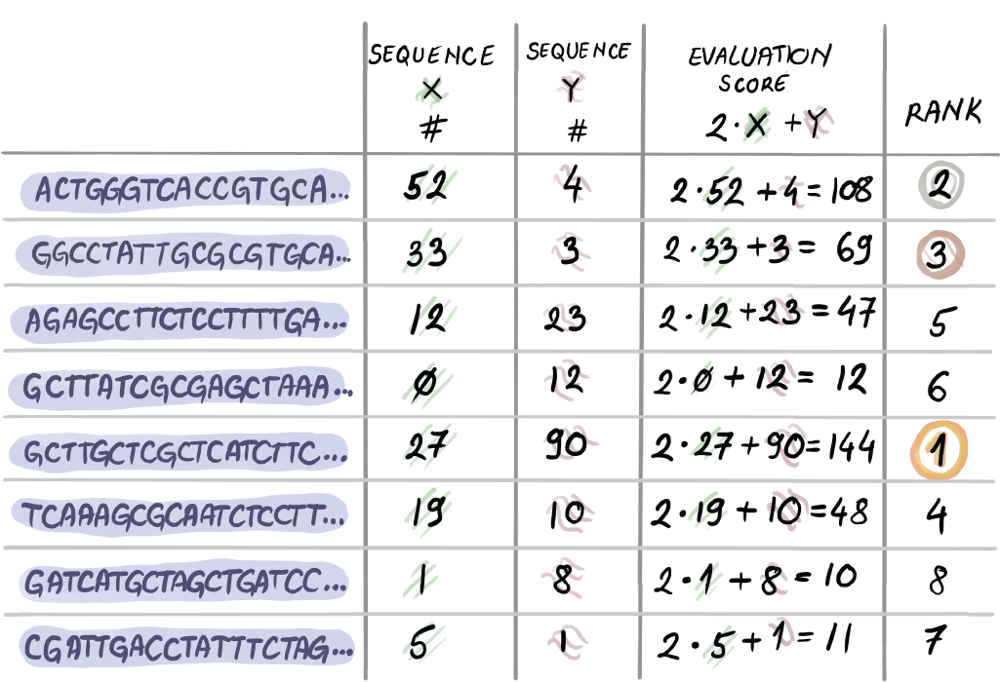 SEQUENCE X #
SEQUENCE Y #
EVALUATION SCORE 2·X + Y
RANK
ACTGGGTCACCGTGCA... 52 4 2·52 + 4 = 108 2
GGCCTATTGCGCGTGCA... 33 3 2·33 + 3 = 69 3
AGAGCCTTCTCCTTTTGA... 12 23 2·12 + 23 = 47 5
GCTTATCGCGAGCTAAA... Ø 12 2·Ø + 12 = 12 6
GCTTGCTCGCTCATCTTC... 27 90 2·27 + 90 = 144 1
TCAAAGCGCAATCTCCTT... 19 10 2·19 + 10 = 48 4
GATCATGCTAGCTGATCC... 1 8 2·1 + 8 = 10 8
CGATTGACCTATTTCTAG... 5 1 2·5 + 1 = 11 7